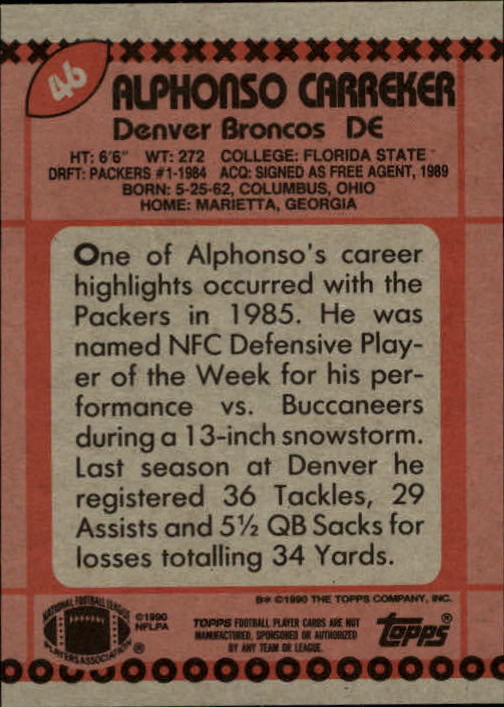 46
ALPHONSO CARREKER
Denver Broncos DE
HT: 6'6" WT: 272 COLLEGE: FLORIDA STATE
DRFT: PACKERS #1-1984 ACQ: SIGNED AS FREE AGENT, 1989
BORN: 5-25-62, COLUMBUS, OHIO
HOME: MARIETTA, GEORGIA
One of Alphonso's career
highlights occurred with the
Packers in 1985. He was
named NFC Defensive Play-
er of the Week for his per-
formance vs. Buccaneers
during a 13-inch snowstorm.
Last season at Denver he
registered 36 Tackles, 29
Assists and 5½ QB Sacks for
losses totalling 34 Yards.
B* ©1990 THE TOPPS COMPANY, INC.
NATIONAL FOOTBALL LEAGUE
PLAYERS ASSOCIATION ®
©1990
NFLPA
TOPPS FOOTBALL PLAYER CARDS ARE NOT
MANUFACTURED, SPONSORED OR AUTHORIZED
BY ANY TEAM OR LEAGUE.
topps®